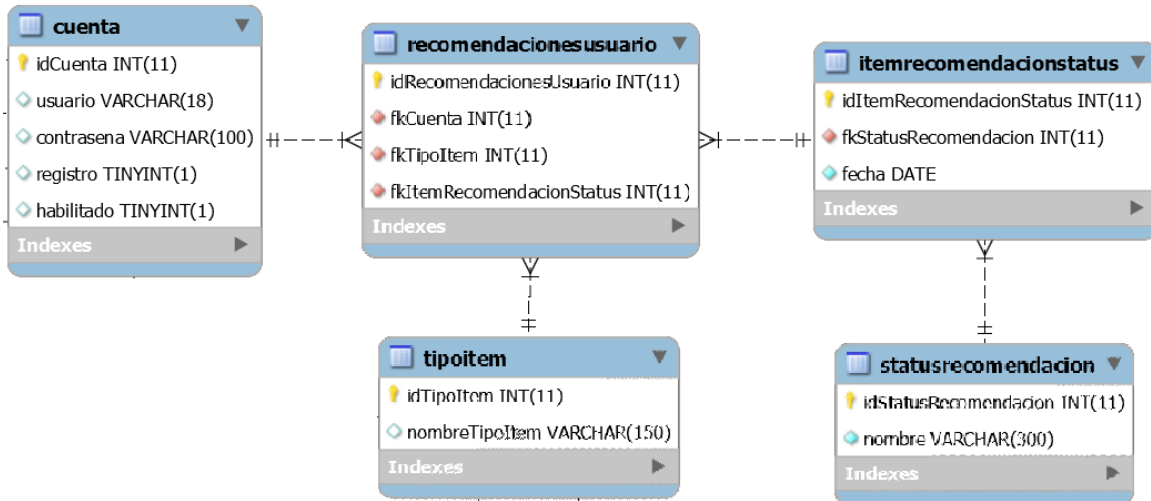 cuenta
idCuenta INT(11)
usuario VARCHAR(18)
contrasena VARCHAR(100)
registro TINYINT(1)
habilitado TINYINT(1)
Indexes
recomendacionesusuario
idRecomendacionesUsuario INT(11)
fkCuenta INT(11)
fkTipoItem INT(11)
fkItemRecomendacionStatus INT(11)
Indexes
itemrecomendacionstatus
idItemRecomendacionStatus INT(11)
fkStatusRecomendacion INT(11)
fecha DATE
Indexes
tipoitem
idTipoItem INT(11)
nombreTipoItem VARCHAR(150)
Indexes
statusrecomendacion
idStatusRecomendacion INT(11)
nombre VARCHAR(300)
Indexes